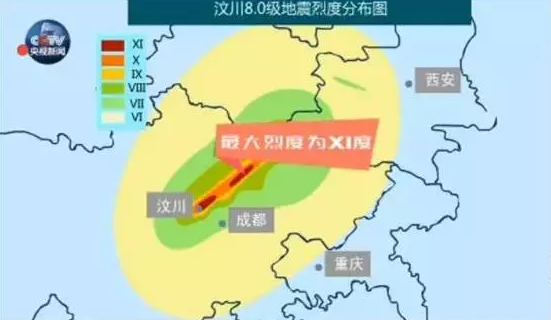 汶川8.0级地震烈度分布图
CCTV
央视新闻
XI
X
IX
VIII
VII
VI
西安
最大烈度为XI度
汶川
成都
重庆